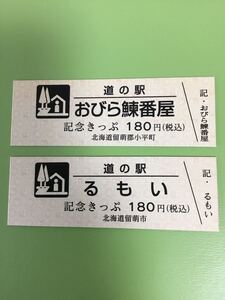 道の駅
おびら鰊番屋
記念きっぷ 180円(税込)
北海道留萌郡小平町
記・おびら鰊番屋
道の駅
るもい
記念きっぷ 180円(税込)
北海道留萌市
記・るもい